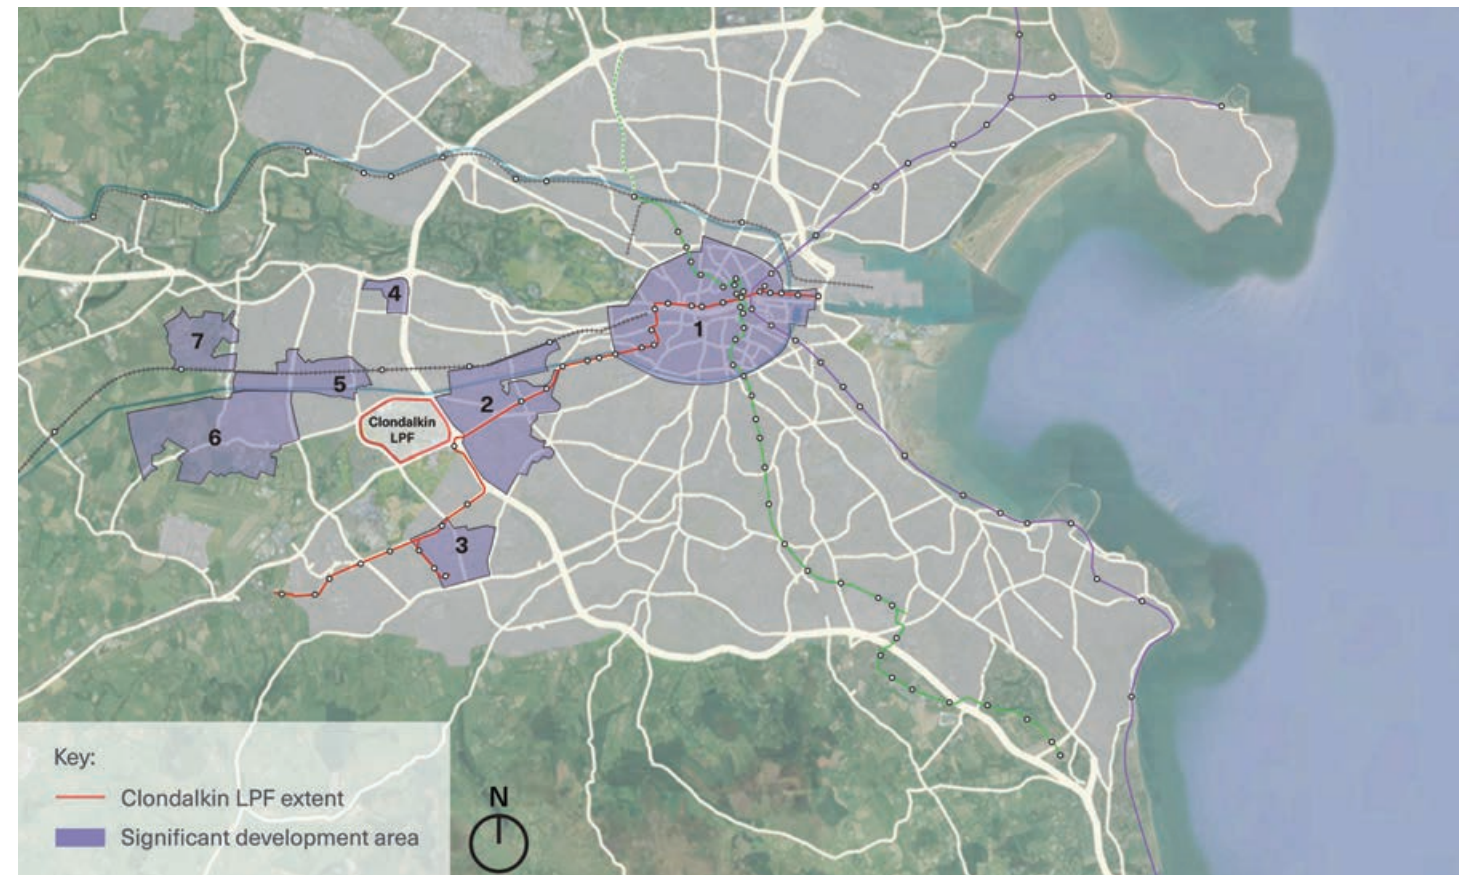 4
7
1
5
2
Clondalkin
LPF
6
3
Key:
Clondalkin LPF extent
Significant development area
N